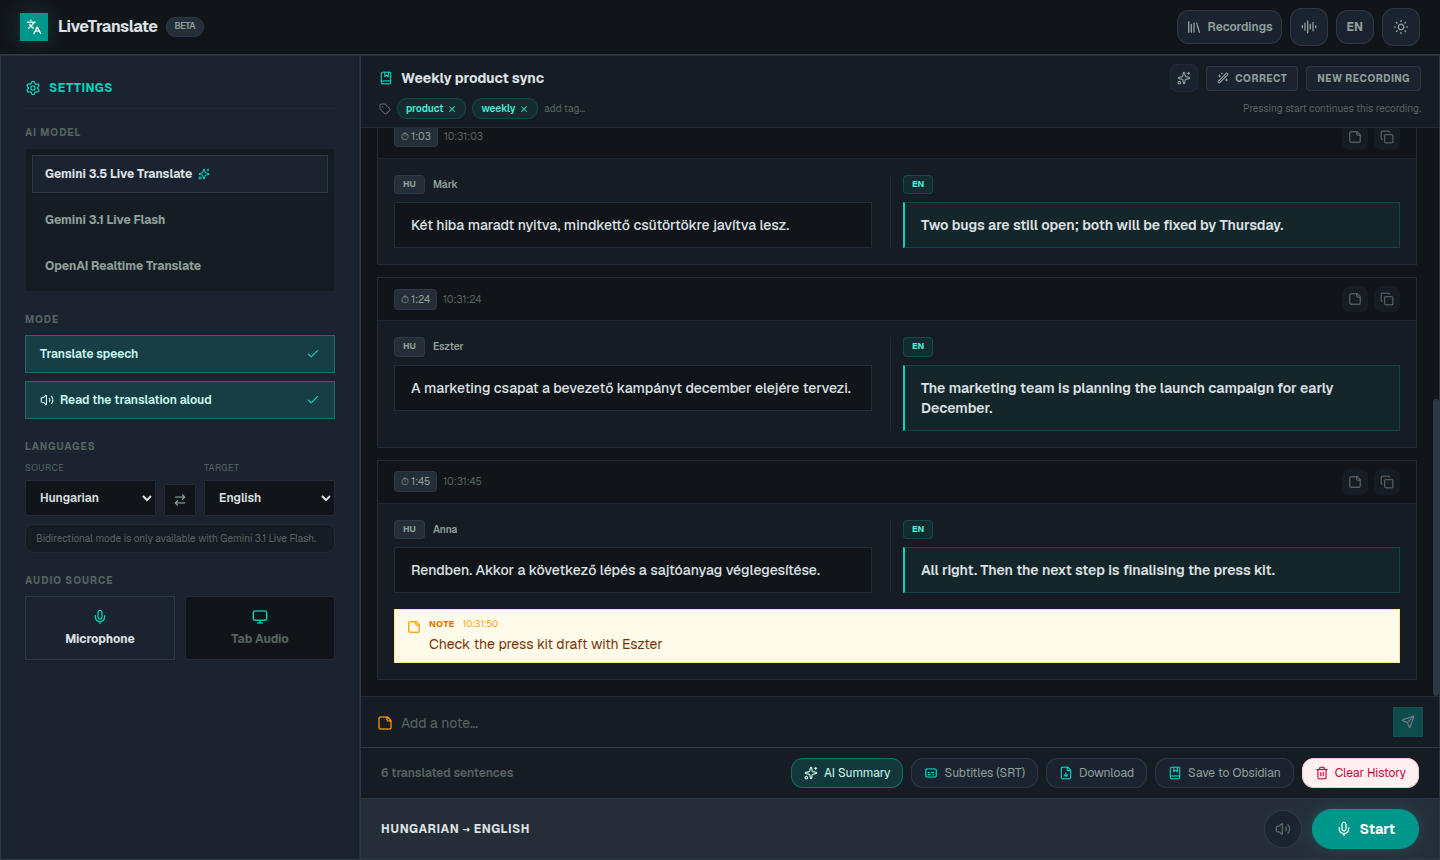 LiveTranslate BETA
Recordings EN
SETTINGS
AI MODEL
Gemini 3.5 Live Translate
Gemini 3.1 Live Flash
OpenAI Realtime Translate
MODE
Translate speech
Read the translation aloud
LANGUAGES
SOURCE TARGET
Hungarian English
Bidirectional mode is only available with Gemini 3.1 Live Flash.
AUDIO SOURCE
Microphone Tab Audio
Weekly product sync
CORRECT NEW RECORDING
product × weekly × add tag...
Pressing start continues this recording.
1:03 10:31:03
HU Márk
Két hiba maradt nyitva, mindkettő csütörtökre javítva lesz.
EN
Two bugs are still open; both will be fixed by Thursday.
1:24 10:31:24
HU Eszter
A marketing csapat a bevezető kampányt december elejére tervezi.
EN
The marketing team is planning the launch campaign for early
December.
1:45 10:31:45
HU Anna
Rendben. Akkor a következő lépés a sajtóanyag véglegesítése.
EN
All right. Then the next step is finalising the press kit.
NOTE 10:31:50
Check the press kit draft with Eszter
Add a note...
6 translated sentences
AI Summary Subtitles (SRT) Download Save to Obsidian Clear History
HUNGARIAN → ENGLISH
Start